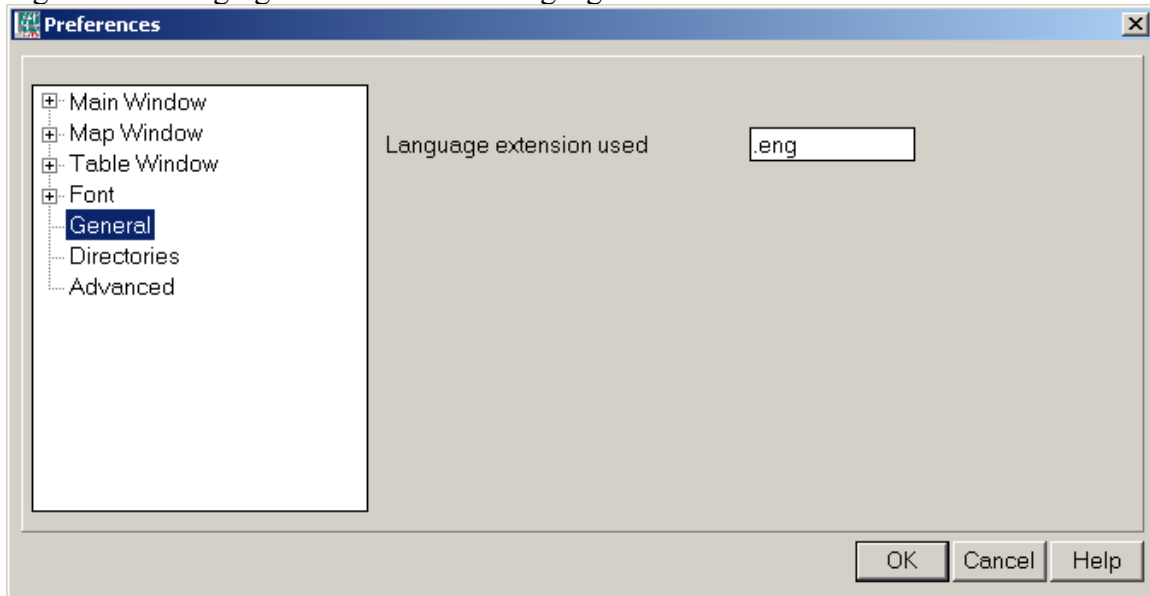 Preferences
Main Window
Map Window
Table Window
Font
General
Directories
Advanced
Language extension used .eng
OK Cancel Help